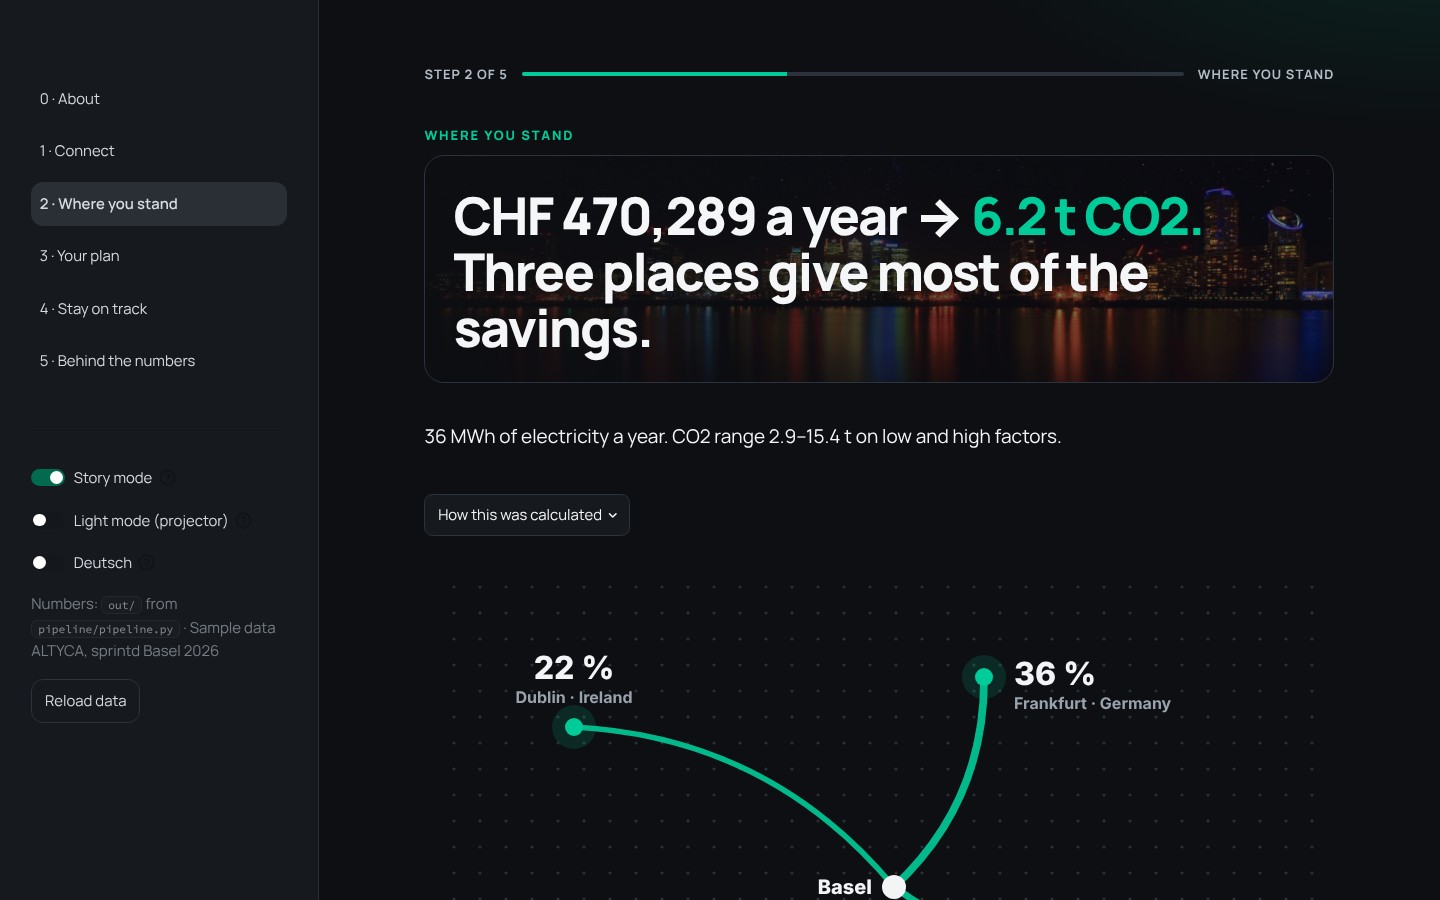 0 · About
1 · Connect
2 · Where you stand
3 · Your plan
4 · Stay on track
5 · Behind the numbers
Story mode
Light mode (projector)
Deutsch
Numbers: out/ from
pipeline/pipeline.py · Sample data
ALTYCA, sprintd Basel 2026
Reload data
STEP 2 OF 5
WHERE YOU STAND
WHERE YOU STAND
CHF 470,289 a year → 6.2 t CO2.
Three places give most of the
savings.
36 MWh of electricity a year. CO2 range 2.9–15.4 t on low and high factors.
How this was calculated
22 %
Dublin · Ireland
36 %
Frankfurt · Germany
Basel